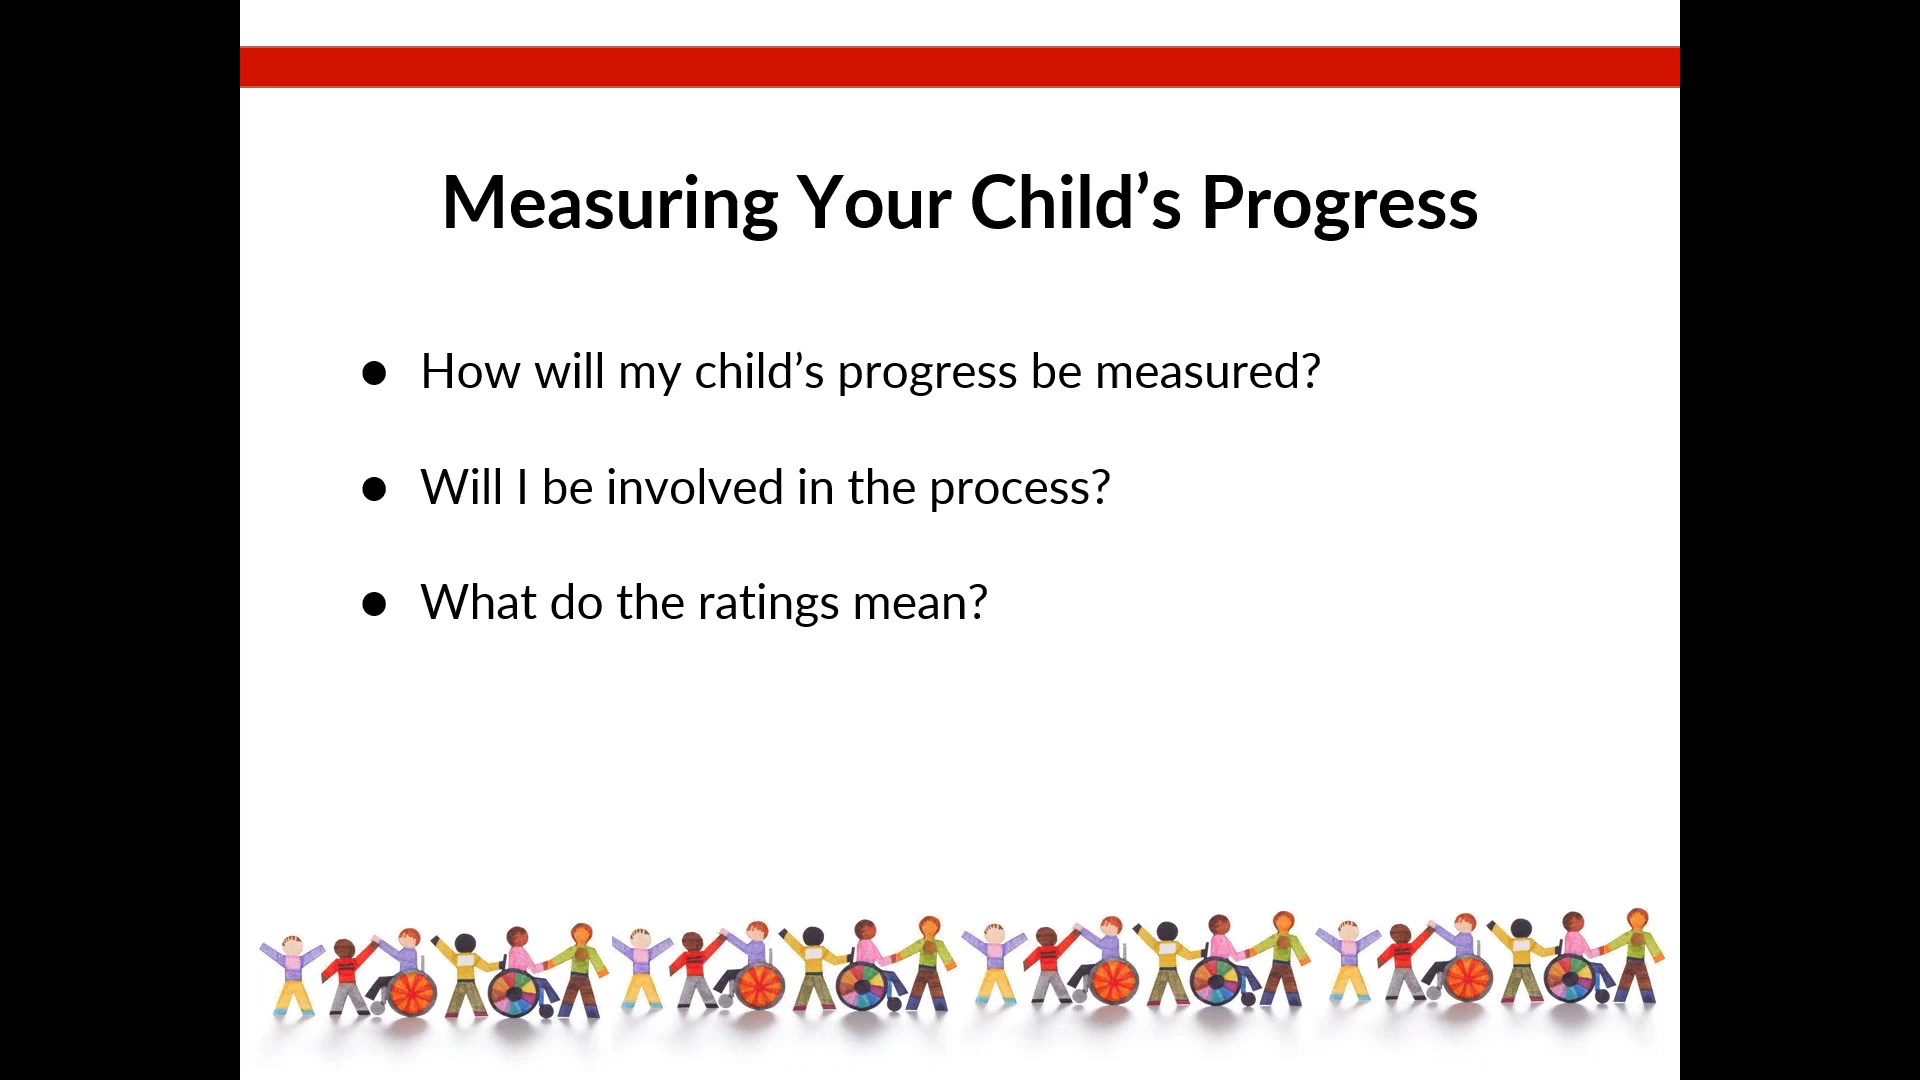 Measuring Your Child’s Progress
● How will my child’s progress be measured?
● Will I be involved in the process?
● What do the ratings mean?